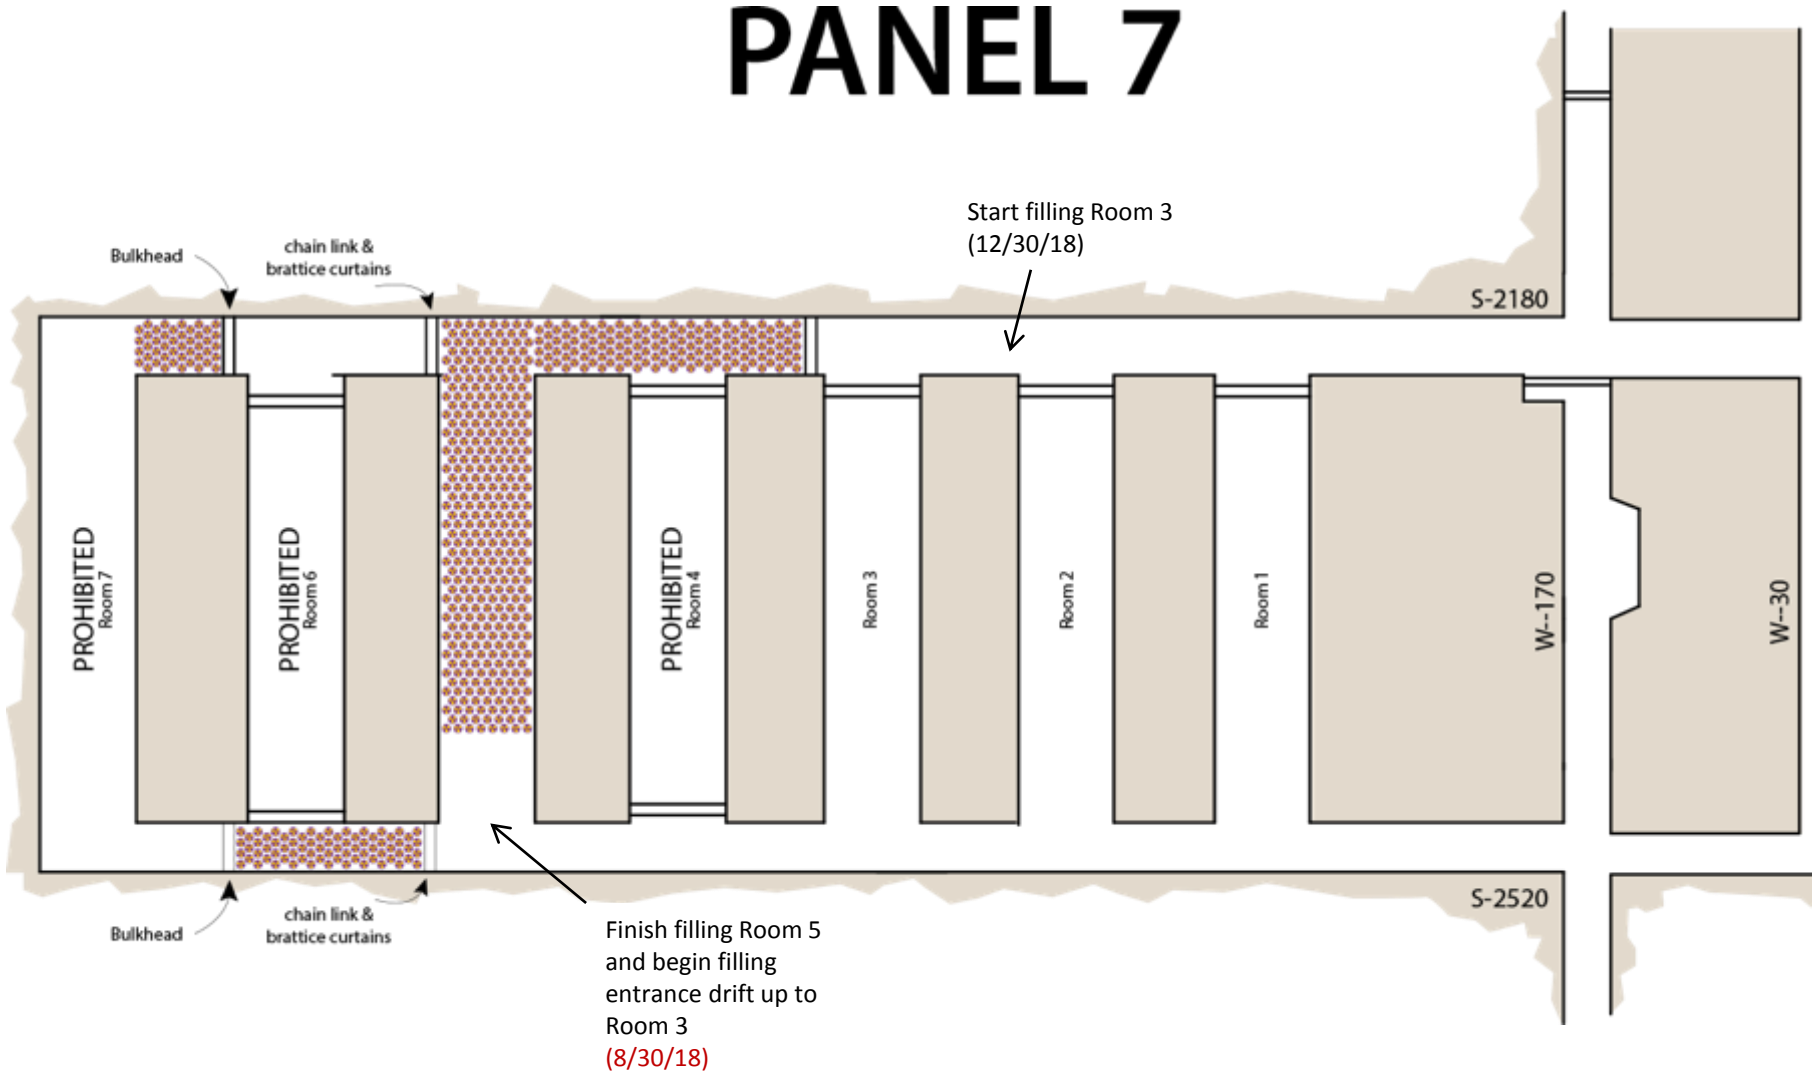 PANEL 7
Start filling Room 3
(12/30/18)
Bulkhead
chain link &
brattice curtains
S-2180
PROHIBITED
Room 7
PROHIBITED
Room 6
PROHIBITED
Room 4
Room 3
Room 2
Room 1
W--170
W--30
S-2520
Bulkhead
chain link &
brattice curtains
Finish filling Room 5
and begin filling
entrance drift up to
Room 3
(8/30/18)